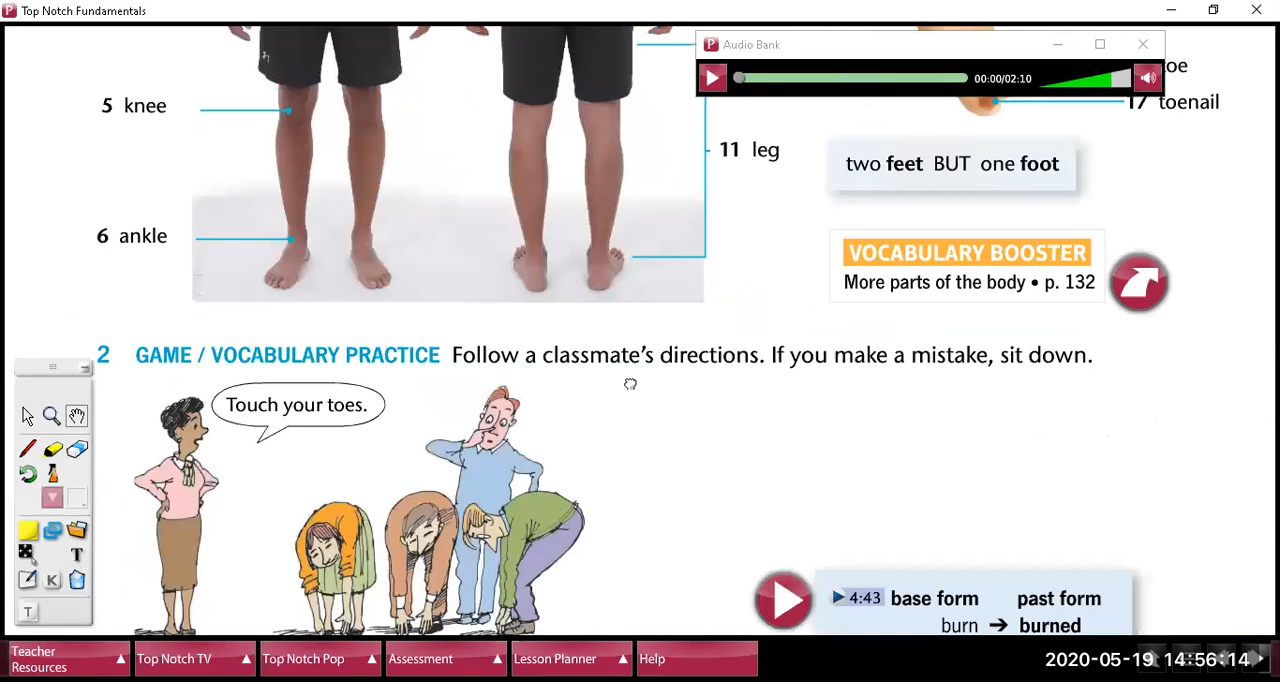 Top Notch Fundamentals
Audio Bank
00:00/02:10
5 knee
toe
17 toenail
11 leg
two feet BUT one foot
6 ankle
VOCABULARY BOOSTER
More parts of the body • p. 132
2 GAME / VOCABULARY PRACTICE Follow a classmate's directions. If you make a mistake, sit down.
Touch your toes.
T
K
T
4:43 base form past form
burn → burned
Teacher Resources
Top Notch TV
Top Notch Pop
Assessment
Lesson Planner
Help
2020-05-19 14:56:14